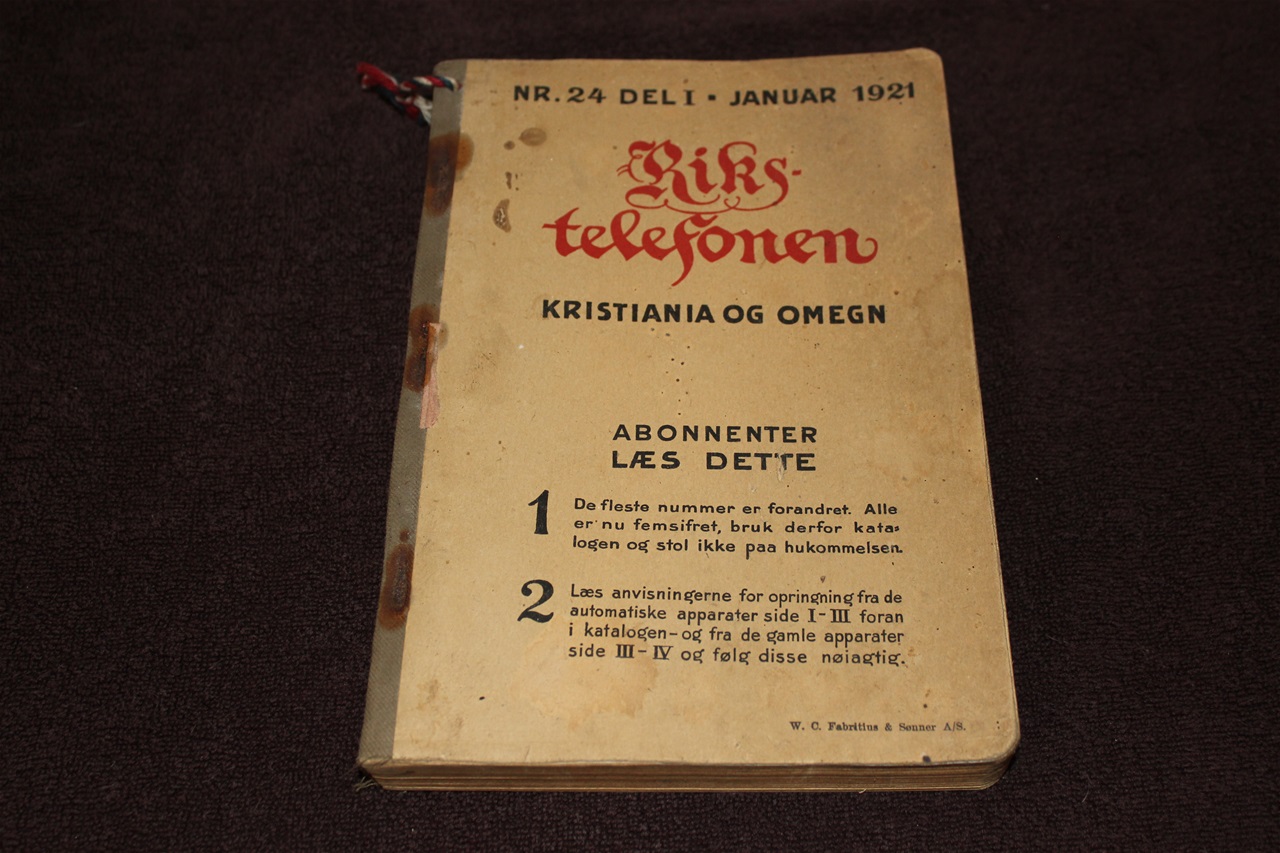 NR. 24 DEL I · JANUAR 1921
Riks-
telefonen
KRISTIANIA OG OMEGN
ABONNENTER
LÆS DETTE
1 De fleste nummer er forandret. Alle
er nu femsifret, bruk derfor kata-
logen og stol ikke paa hukommelsen.
2 Læs anvisningerne for opringning fra de
automatiske apparater side I-III foran
i katalogen-og fra de gamle apparater
side III-IV og følg disse nøiagtig.
W. C. Fabritius & Sønner A/S.